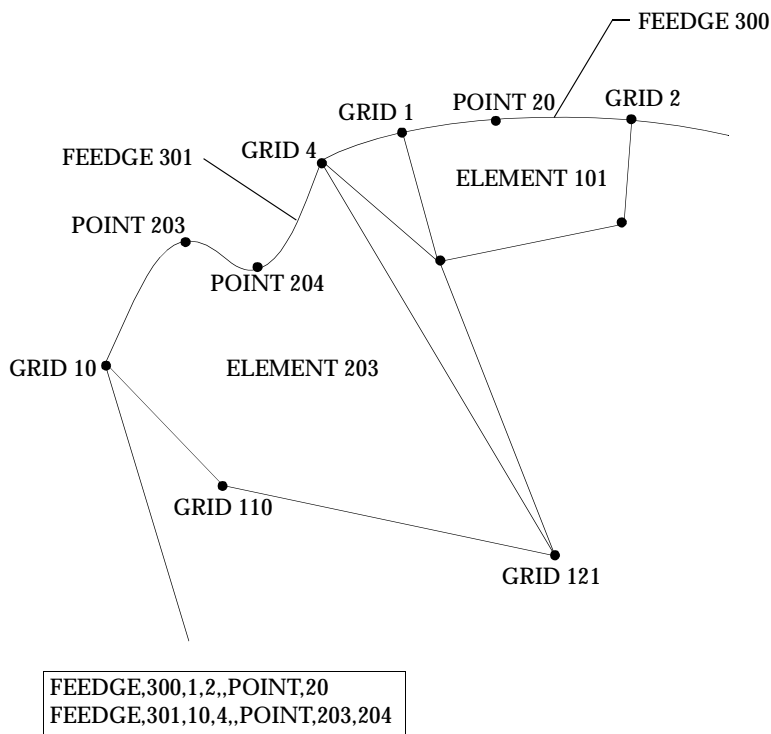 FEEDGE 300
GRID 1
POINT 20
GRID 2
GRID 4
FEEDGE 301
ELEMENT 101
POINT 203
POINT 204
GRID 10
ELEMENT 203
GRID 110
GRID 121
FEEDGE,300,1,2,,POINT,20
FEEDGE,301,10,4,,POINT,203,204